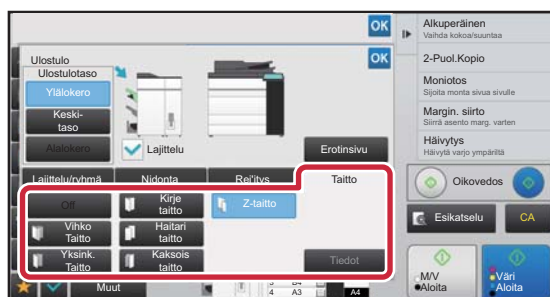 OK
Ulostulo
OK
Ulostulotaso
Ylälokero
Keski-
taso
Alalokero
Lajittelu
Erotinsivu
Lajittelu/ryhmä
Nidonta
Rei'itys
Taitto
Off
Kirje
taitto
Z-taitto
Vihko
Taitto
Haitari
taitto
Yksink.
Taitto
Kaksois
taitto
Tiedot
Muut
4 A3
A4
Alkuperäinen
Vaihda kokoa/suuntaa
2-Puol.Kopio
Moniotos
Sijoita monta sivua sivulle
Margin. siirto
Siirrä asento marg. varten
Häivytys
Häivytä varjo ympäriltä
Oikovedos
Esikatselu
CA
M/V
Aloita
Väri
Aloita